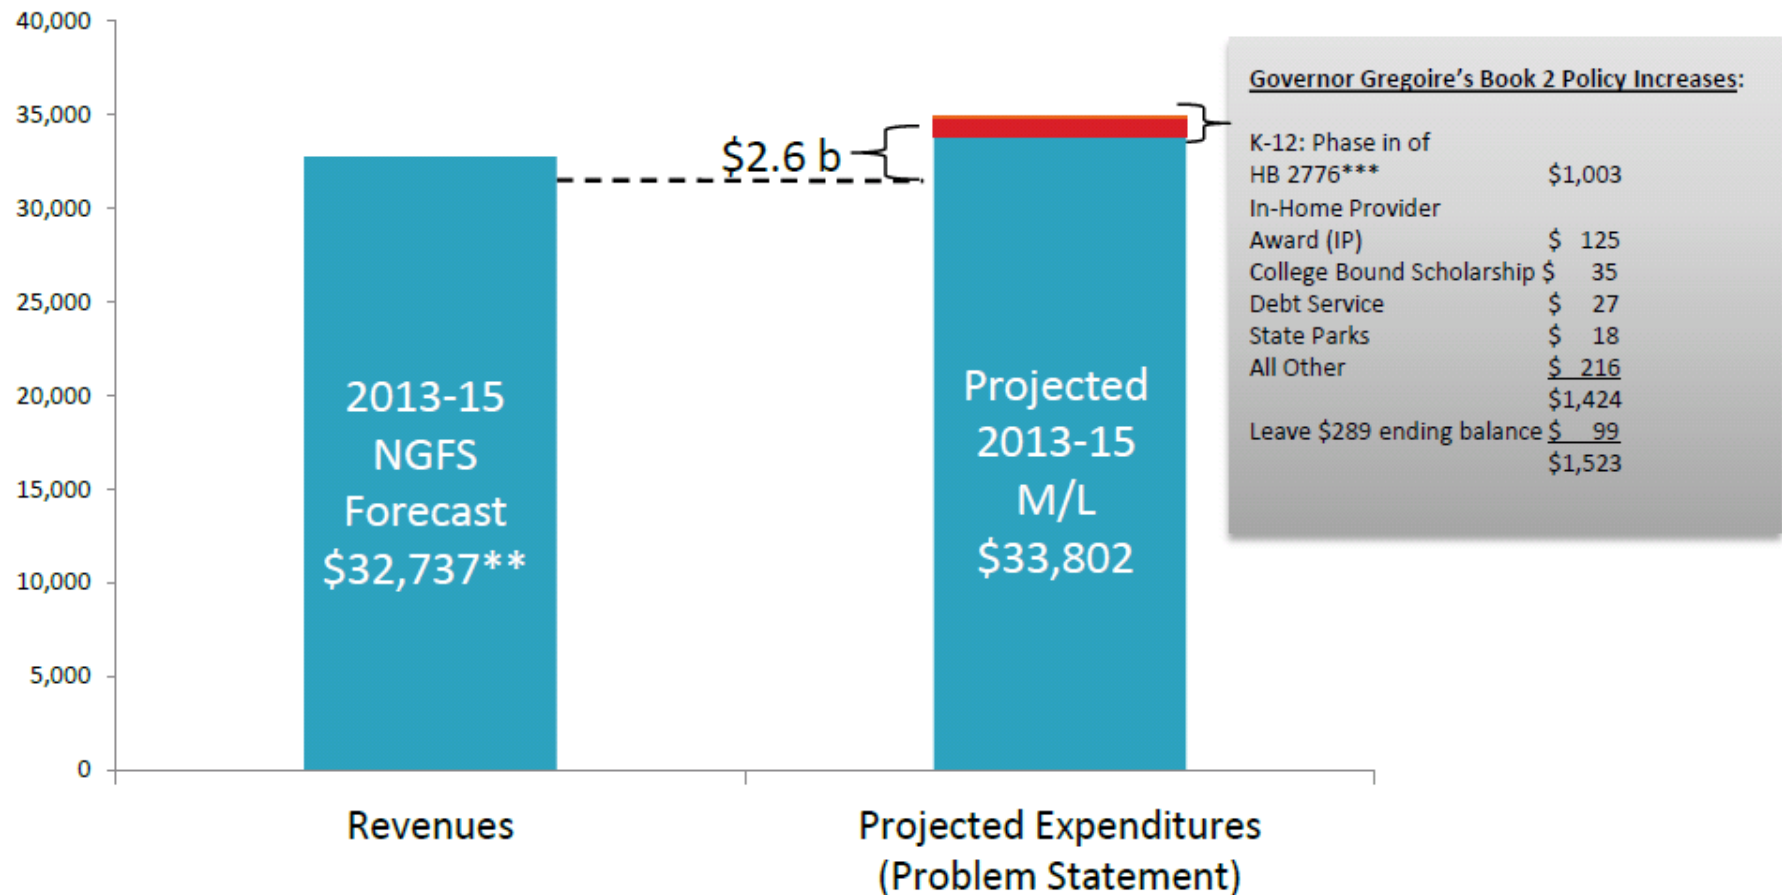 40,000
35,000
30,000
25,000
20,000
15,000
10,000
5,000
0
$2.6 b
2013-15
NGFS
Forecast
$32,737**
Projected
2013-15
M/L
$33,802
Revenues
Projected Expenditures
(Problem Statement)
Governor Gregoire’s Book 2 Policy Increases:
K-12: Phase in of
HB 2776*** $1,003
In-Home Provider
Award (IP) $ 125
College Bound Scholarship $ 35
Debt Service $ 27
State Parks $ 18
All Other $ 216
$1,424
Leave $289 ending balance $ 99
$1,523